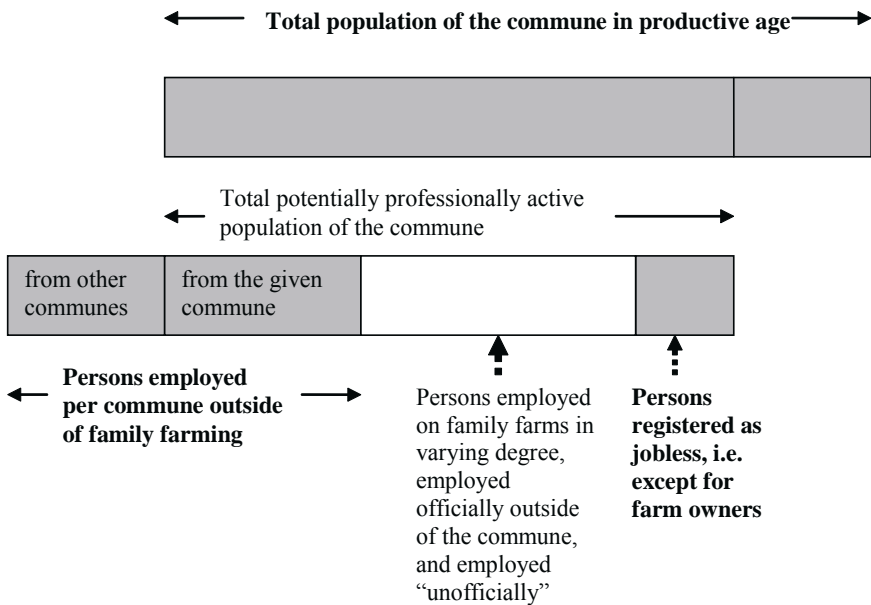 Total population of the commune in productive age
Total potentially professionally active
population of the commune
from other
communes
from the given
commune
Persons employed
per commune outside
of family farming
Persons employed
on family farms in
varying degree,
employed
officially outside
of the commune,
and employed
“unofficially”
Persons
registered as
jobless, i.e.
except for
farm owners